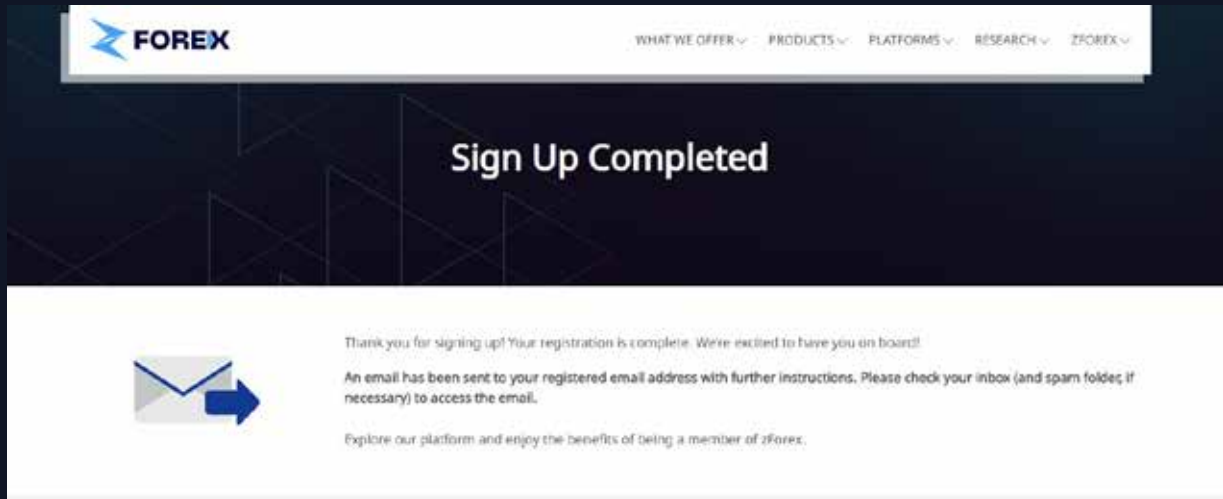 ZFOREX
WHAT WE OFFER PRODUCTS PLATFORMS RESEARCH ZFOREX
Sign Up Completed
Thank you for signing up! Your registration is complete. We're excited to have you on board!
An email has been sent to your registered email address with further instructions. Please check your inbox (and spam folder, if
necessary) to access the email.
Explore our platform and enjoy the benefits of being a member of zForex.